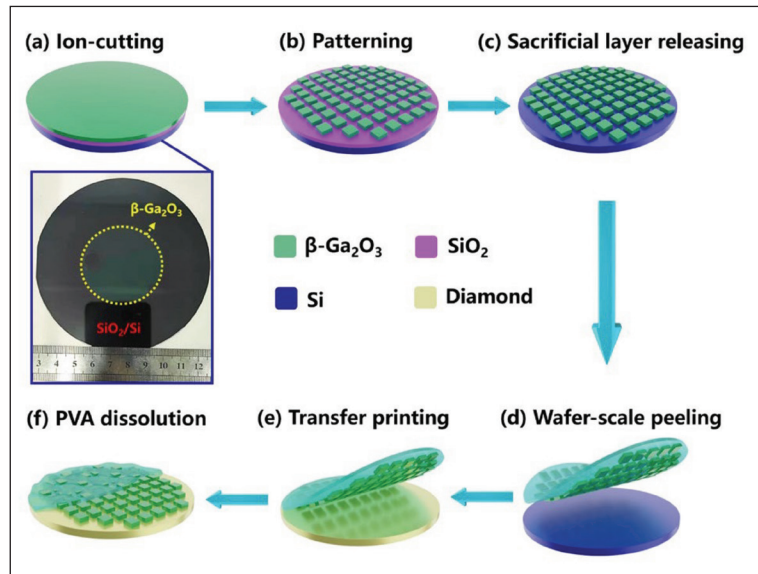 (a) Ion-cutting
(b) Patterning
(c) Sacrificial layer releasing
β-Ga₂O₃
SiO₂/Si
3 4 5 6 7 8 9 10 11 12
β-Ga₂O₃
SiO₂
Si
Diamond
(f) PVA dissolution
(e) Transfer printing
(d) Wafer-scale peeling